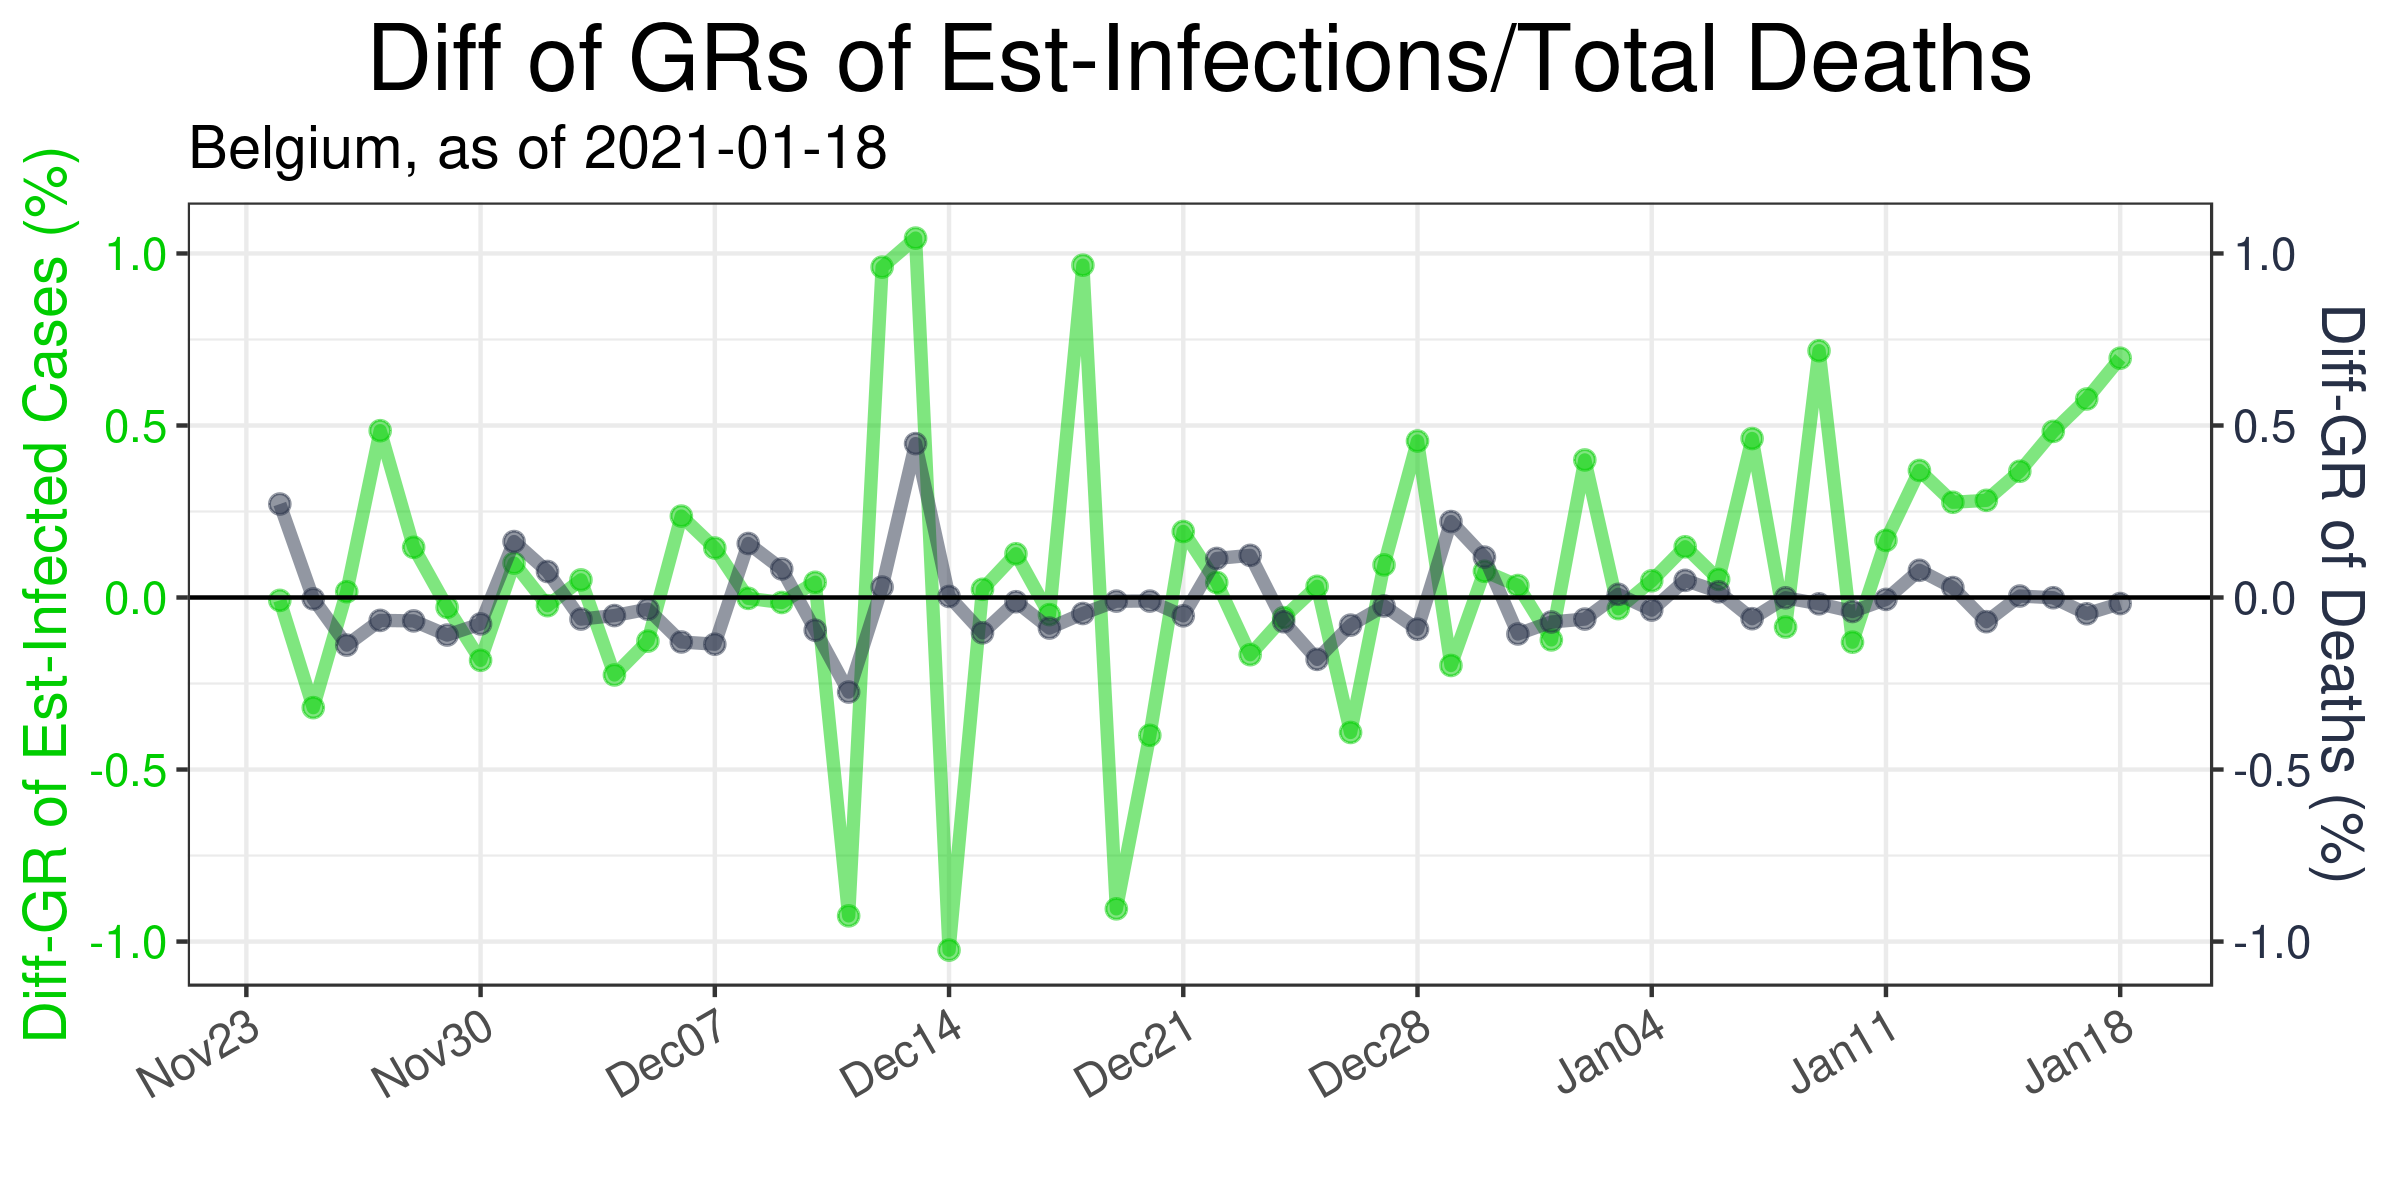 Diff of GRs of Est-Infections/Total Deaths
Belgium, as of 2021-01-18
Diff-GR of Est-Infected Cases (%)
1.0
0.5
0.0
-0.5
-1.0
1.0
0.5
0.0
-0.5
-1.0
Diff-GR of Deaths (%)
Nov23
Nov30
Dec07
Dec14
Dec21
Dec28
Jan04
Jan11
Jan18